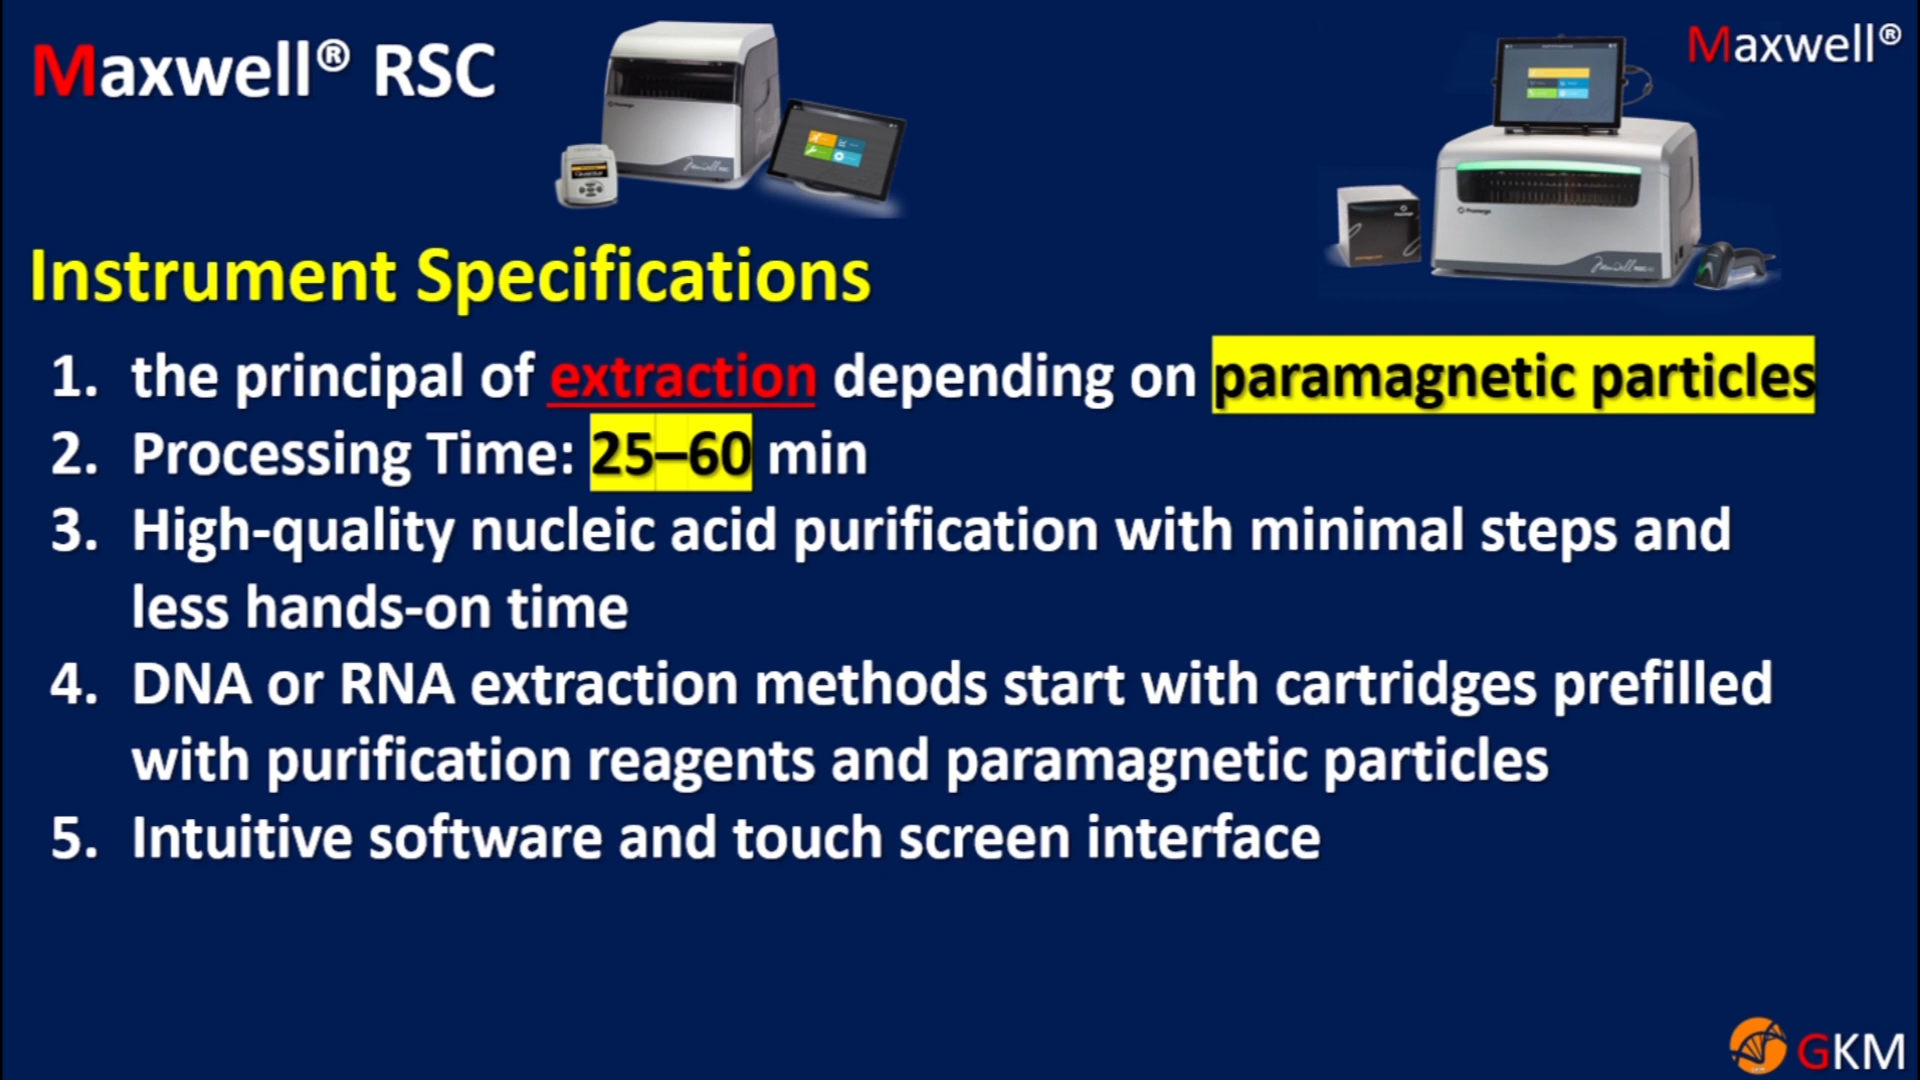 Maxwell® RSC
Maxwell®
Instrument Specifications
1. the principal of extraction depending on paramagnetic particles
2. Processing Time: 25–60 min
3. High-quality nucleic acid purification with minimal steps and
less hands-on time
4. DNA or RNA extraction methods start with cartridges prefilled
with purification reagents and paramagnetic particles
5. Intuitive software and touch screen interface
GKM